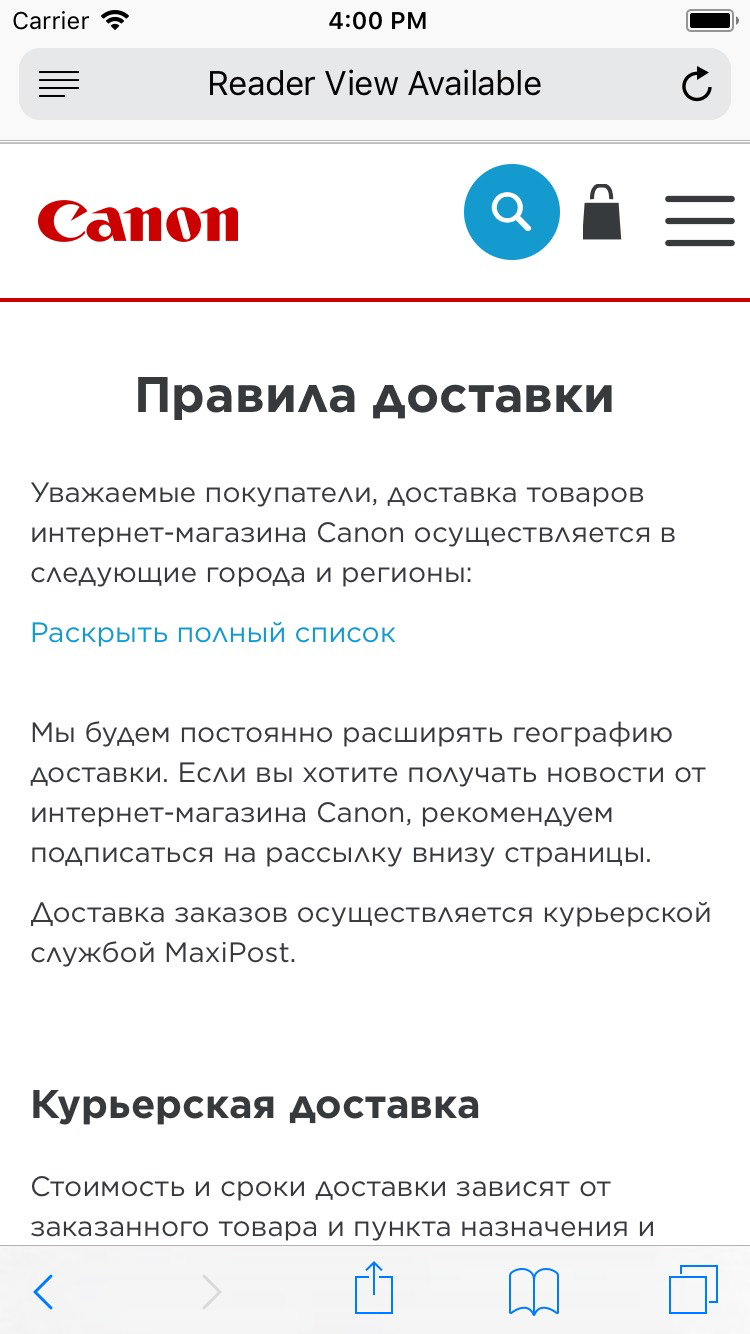 Carrier 4:00 PM
Reader View Available
Canon
Правила доставки
Уважаемые покупатели, доставка товаров
интернет-магазина Canon осуществляется в
следующие города и регионы:
Раскрыть полный список
Мы будем постоянно расширять географию
доставки. Если вы хотите получать новости от
интернет-магазина Canon, рекомендуем
подписаться на рассылку внизу страницы.
Доставка заказов осуществляется курьерской
службой MaxiPost.
Курьерская доставка
Стоимость и сроки доставки зависят от
заказанного товара и пункта назначения и